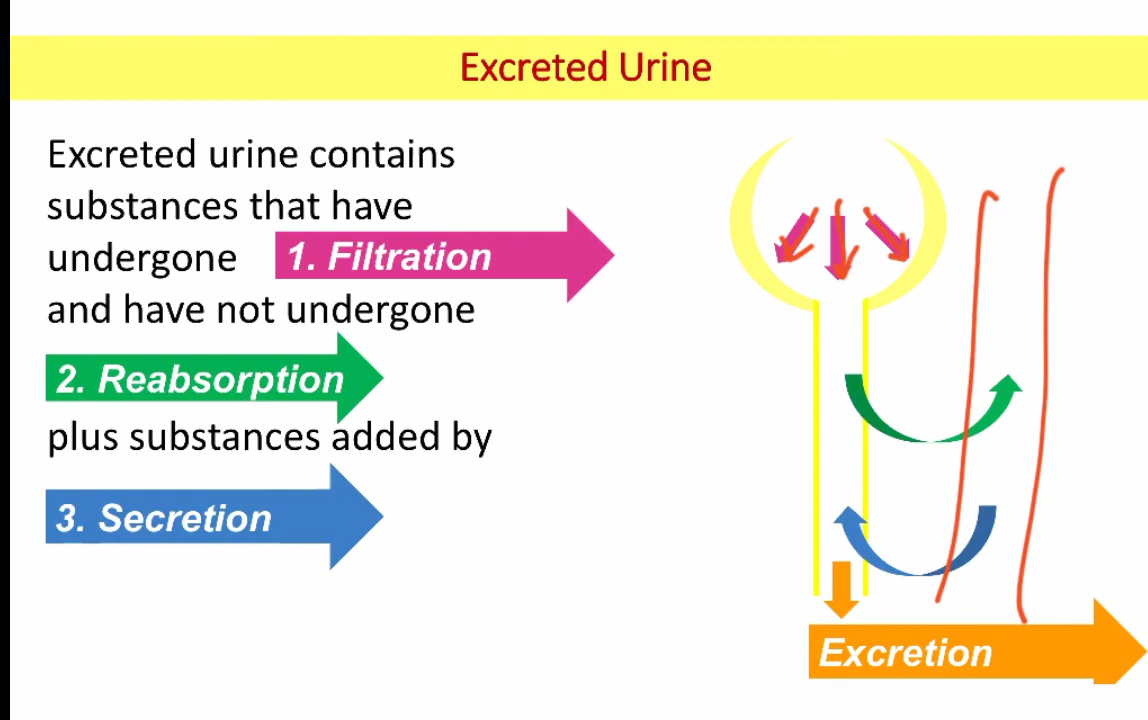 Excreted Urine
Excreted urine contains
substances that have
undergone 1. Filtration
and have not undergone
2. Reabsorption
plus substances added by
3. Secretion
Excretion